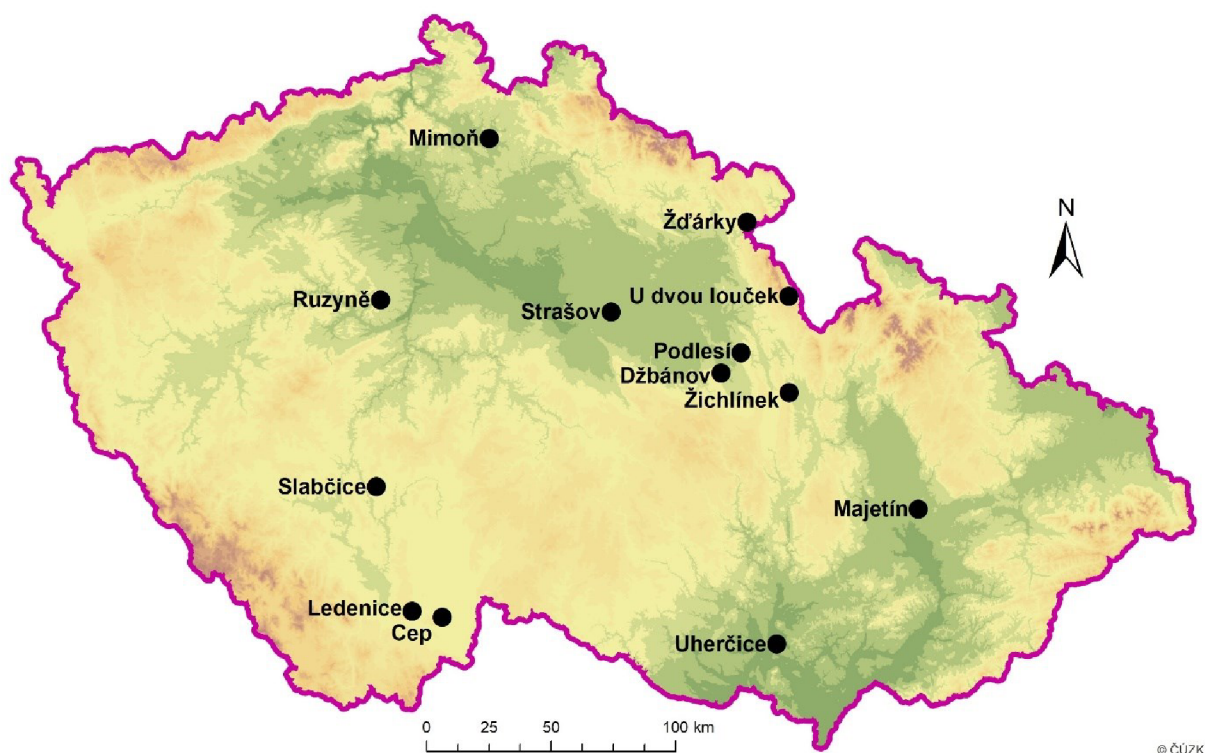 Mimoň
Žďárky
N
Ruzyně
U dvou louček
Strašov
Podlesí
Džbánov
Žichlínek
Slabčice
Majetín
Ledenice
Cep
Uherčice
0 25 50 100 km
© ČÚZK